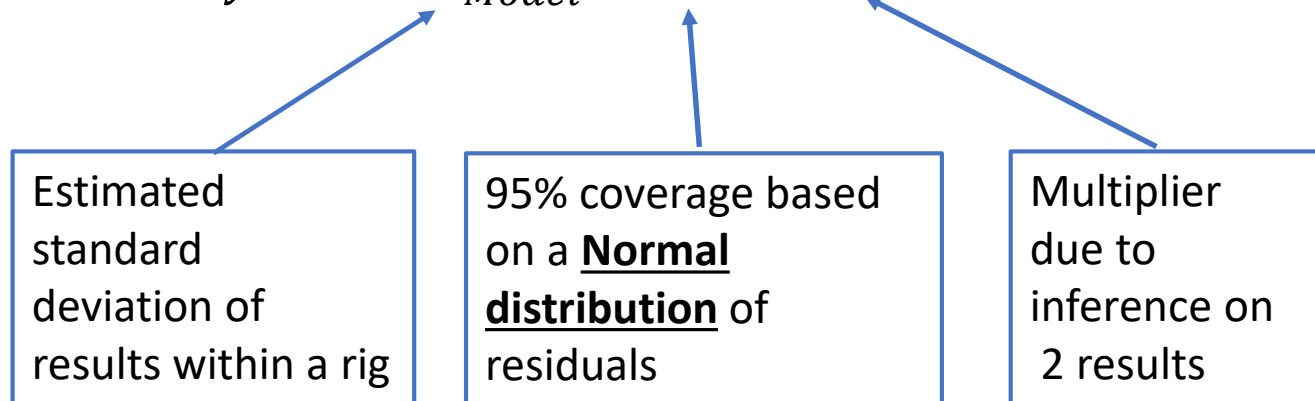 Model
Estimated
standard
deviation of
results within a rig
95% coverage based
on a Normal
distribution of
residuals
Multiplier
due to
inference on
2 results